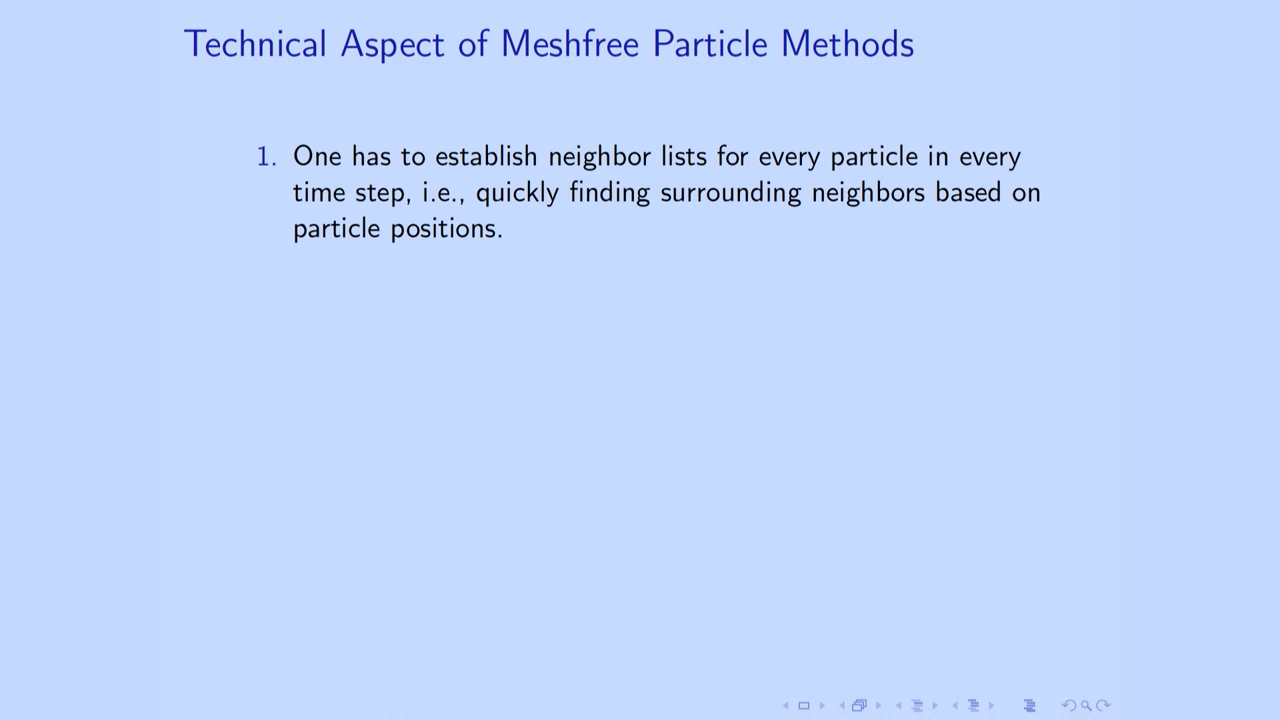 Technical Aspect of Meshfree Particle Methods
1. One has to establish neighbor lists for every particle in every
time step, i.e., quickly finding surrounding neighbors based on
particle positions.